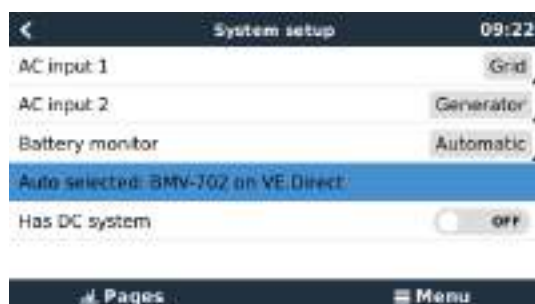 System setup 09:22
AC input 1 Grid
AC input 2 Generator
Battery monitor Automatic
Auto selected: BMV-702 on VE.Direct
Has DC system OFF
Pages Menu